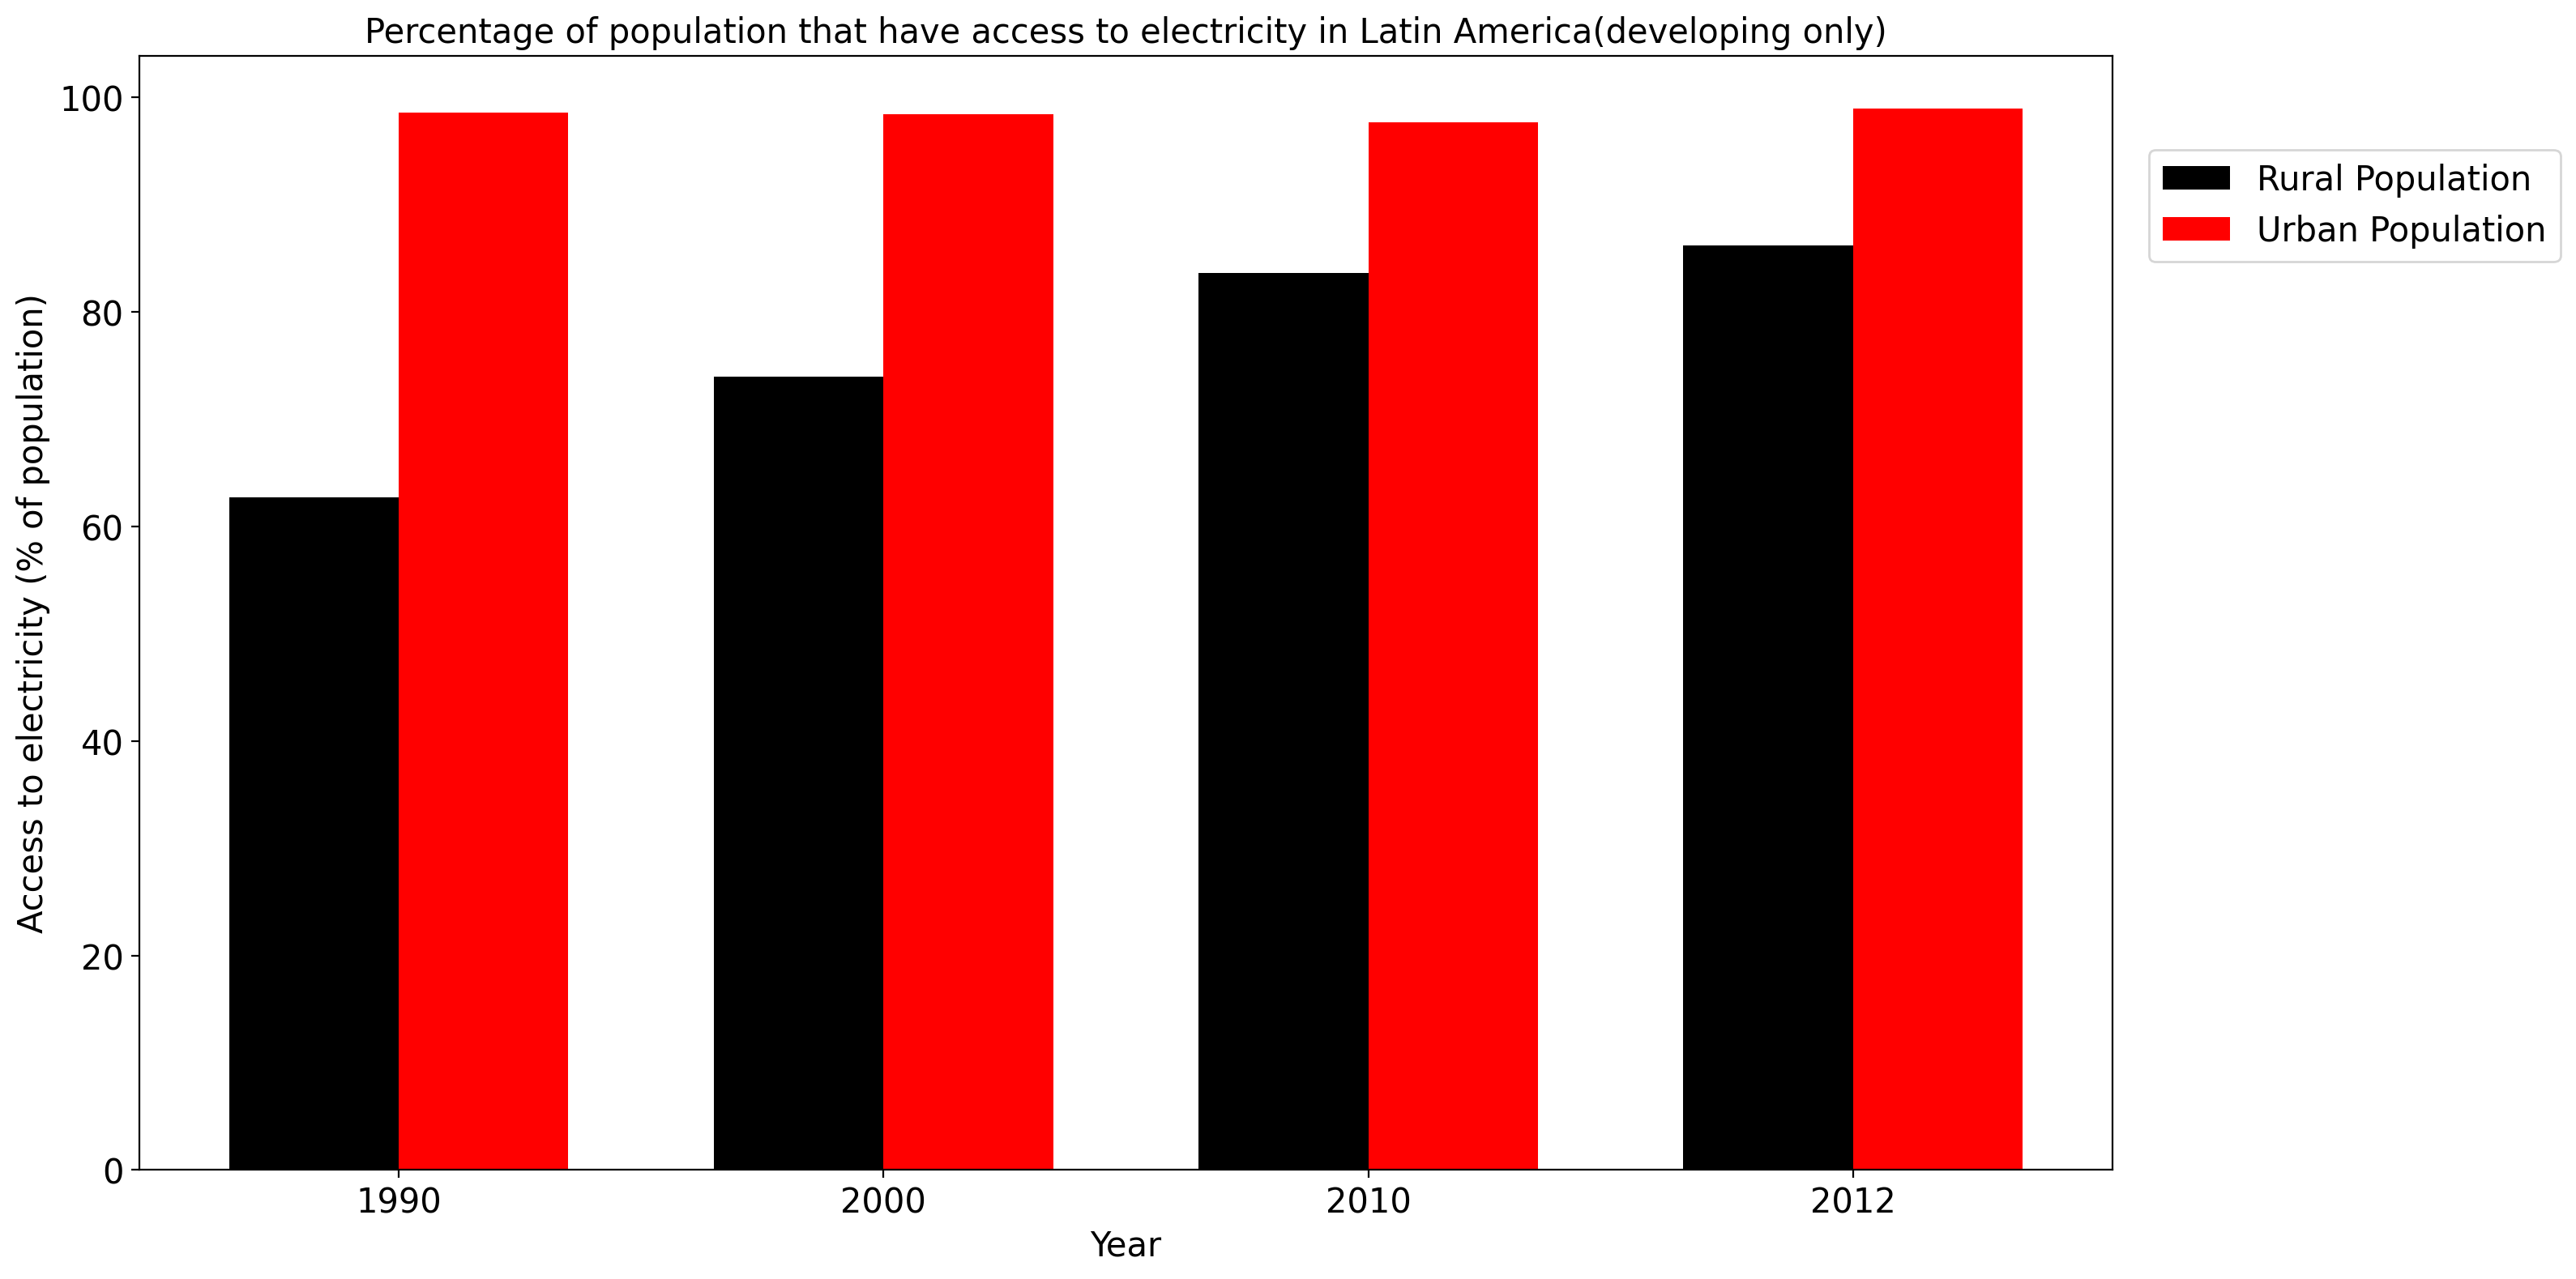 Percentage of population that have access to electricity in Latin America(developing only)
Access to electricity (% of population)
100
80
60
40
20
0
1990 2000 2010 2012
Year
Rural Population
Urban Population